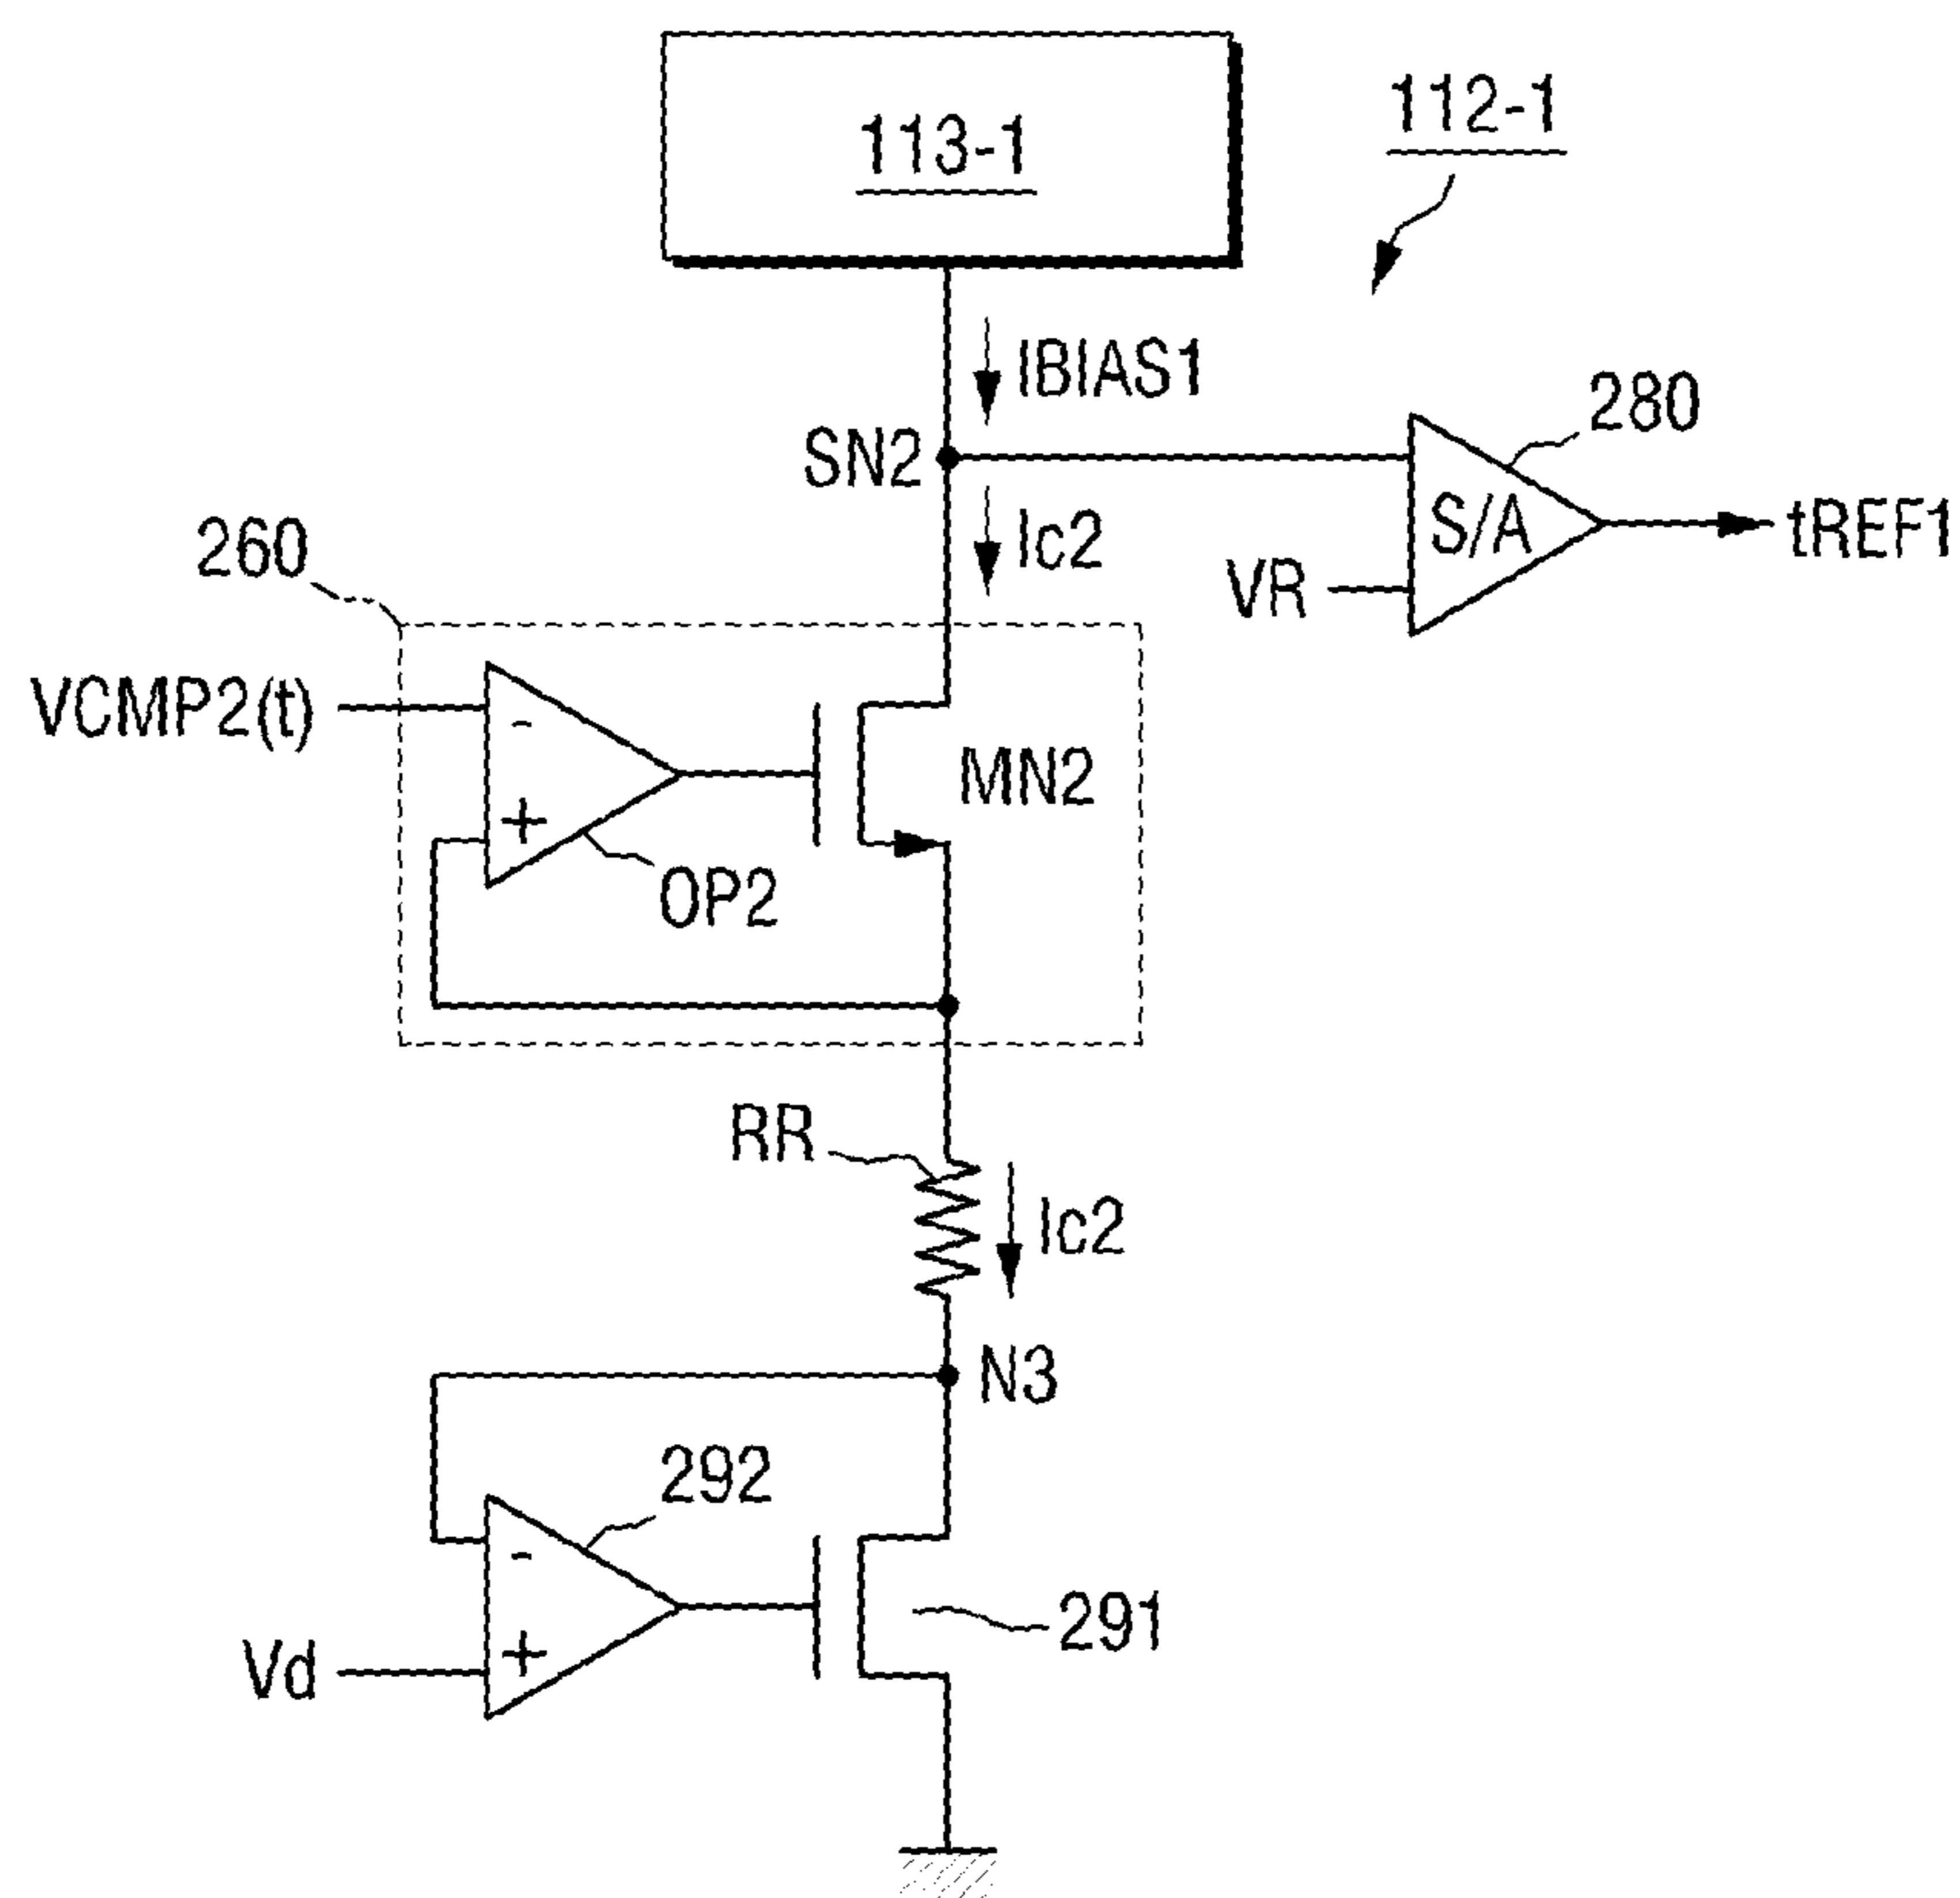 113-1
112-1
IBIAS1
280
SN2
S/A
tREF1
Ic2
260
VR
VCMP2(t)
-
MN2
+
OP2
RR
Ic2
N3
292
-
291
+
Vd